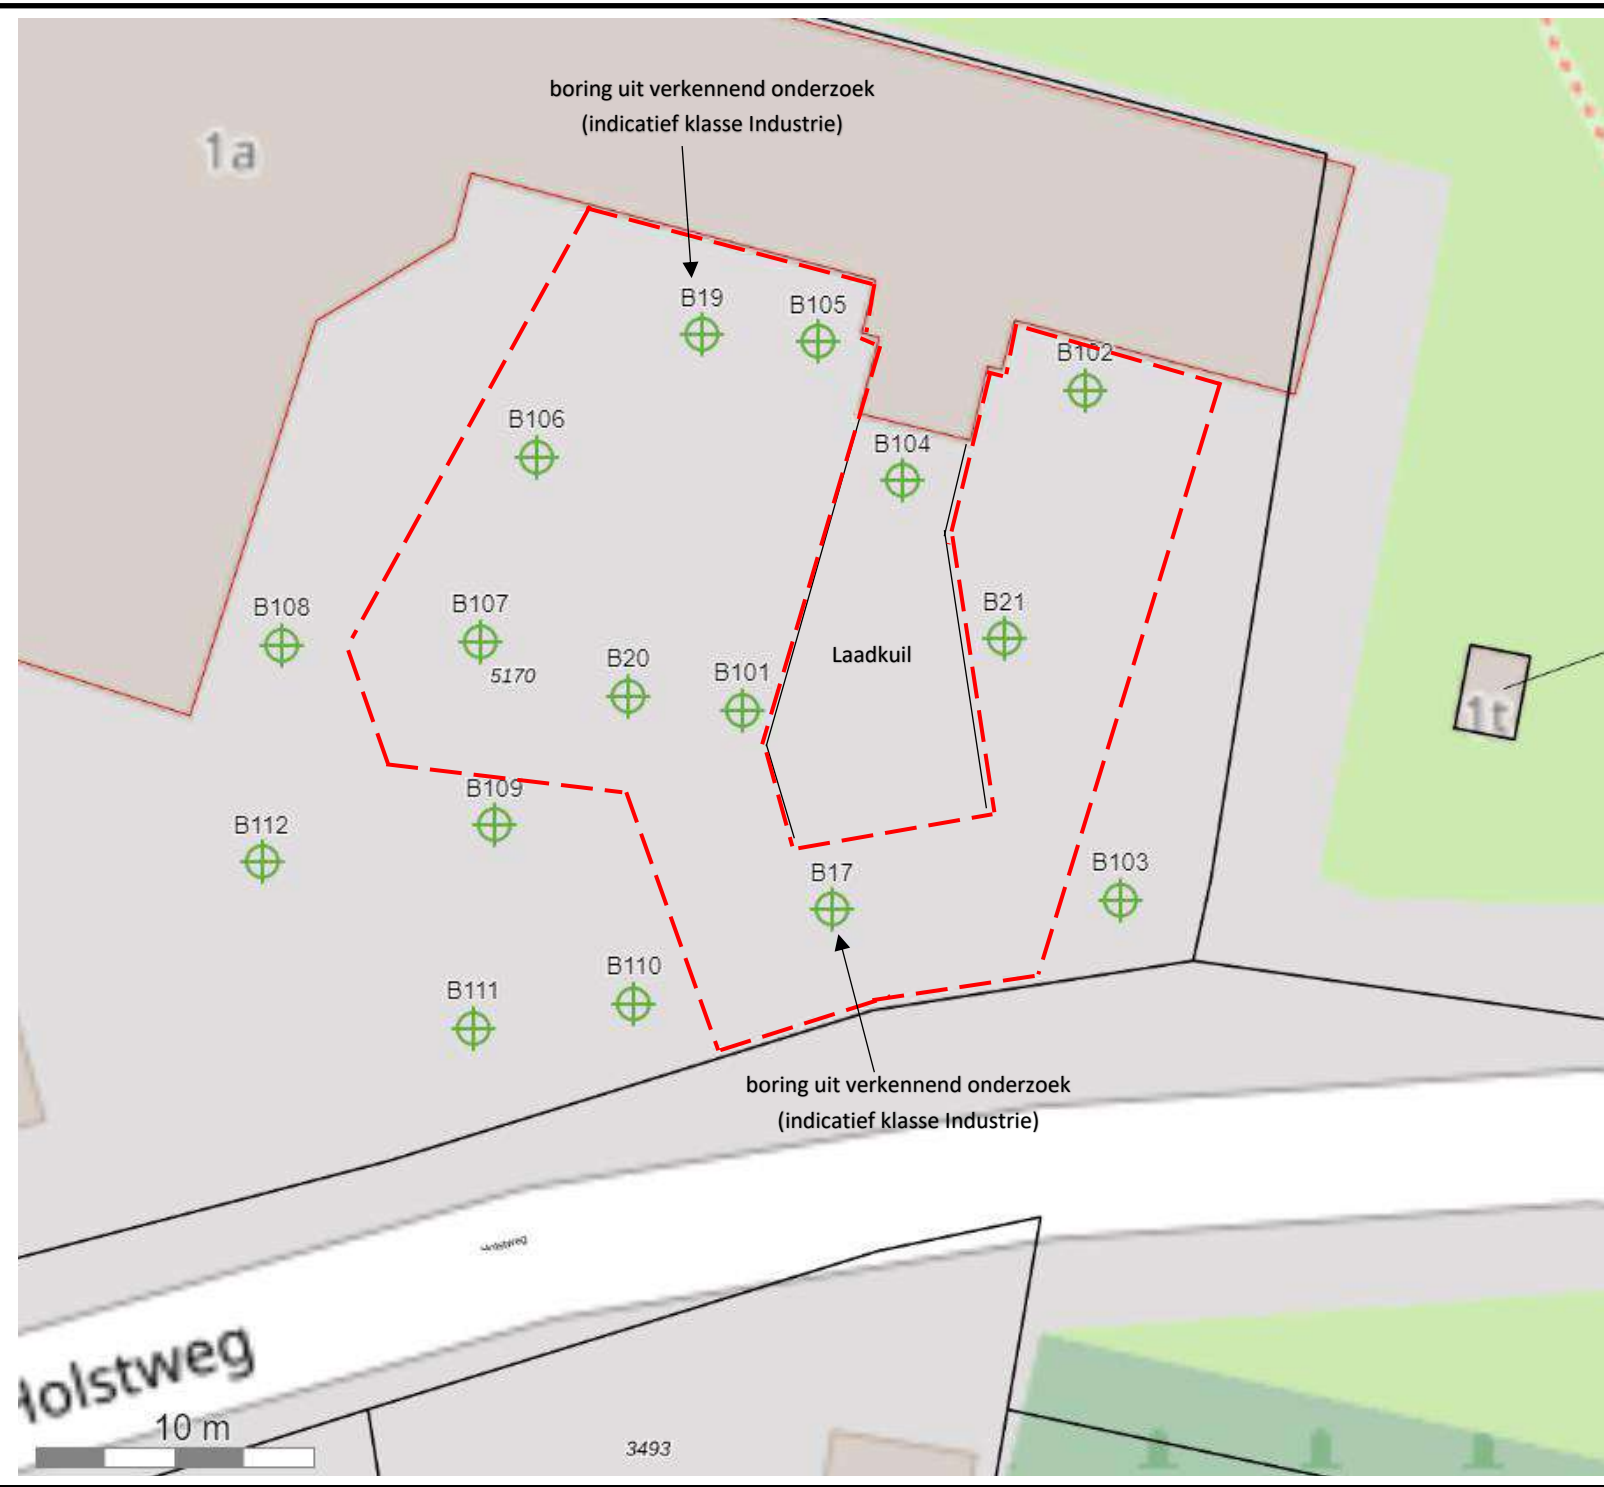 boring uit verkennend onderzoek
(indicatief klasse Industrie)
1a
B19
B105
B102
B106
B104
B108
B107
B21
B20
Laadkuil
B101
5170
1t
B109
B112
B103
B17
B110
B111
boring uit verkennend onderzoek
(indicatief klasse Industrie)
Holstweg
Holstweg
10 m
3493